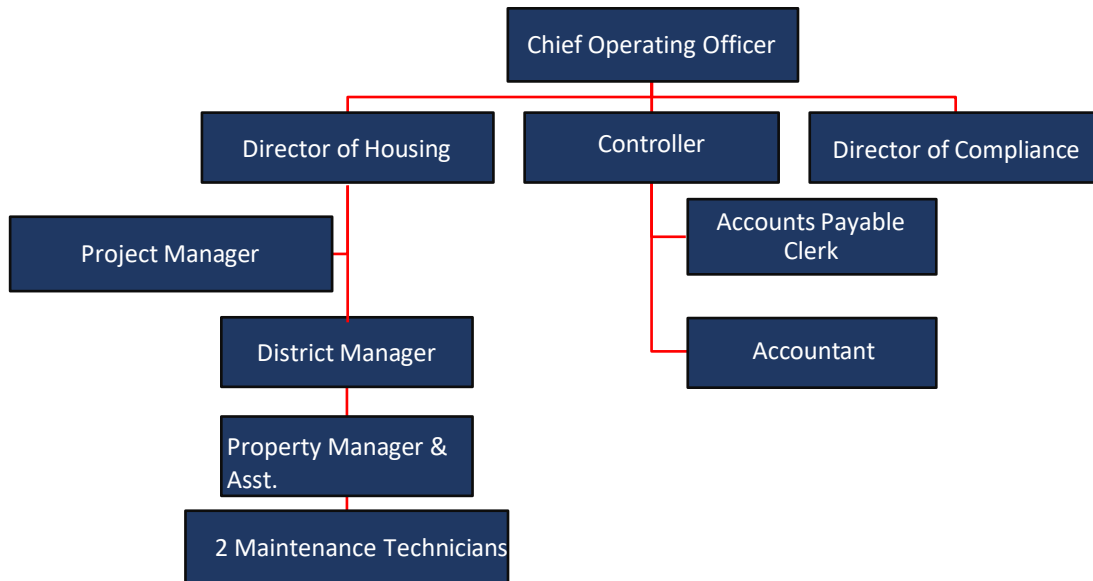 Chief Operating Officer
Director of Housing
Controller
Director of Compliance
Project Manager
Accounts Payable
Clerk
District Manager
Accountant
Property Manager &
Asst.
2 Maintenance Technicians